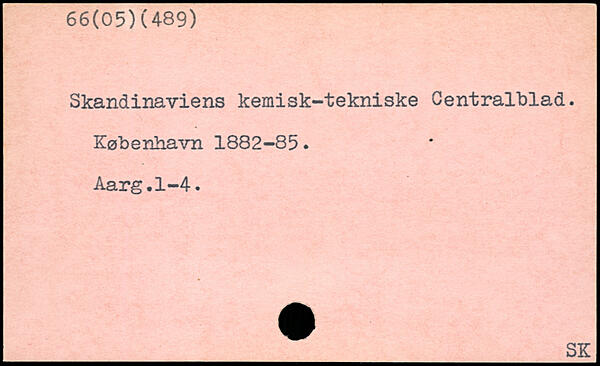 66(05)(489)
Skandinaviens kemisk-tekniske Centralblad.
København 1882-85.
Aarg.1-4.
SK